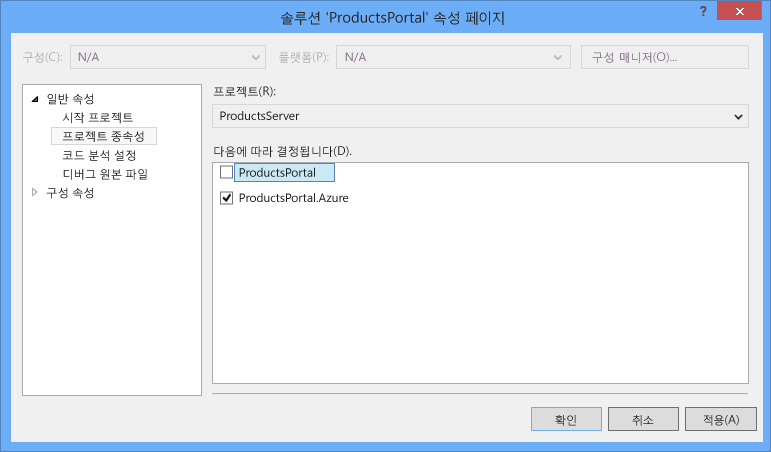 솔루션 'ProductsPortal' 속성 페이지
?
구성(C):
N/A
플랫폼(P):
N/A
구성 매니저(O)...
일반 속성
시작 프로젝트
프로젝트 종속성
코드 분석 설정
디버그 원본 파일
구성 속성
프로젝트(R):
ProductsServer
다음에 따라 결정됩니다(D).
ProductsPortal
ProductsPortal.Azure
확인
취소
적용(A)